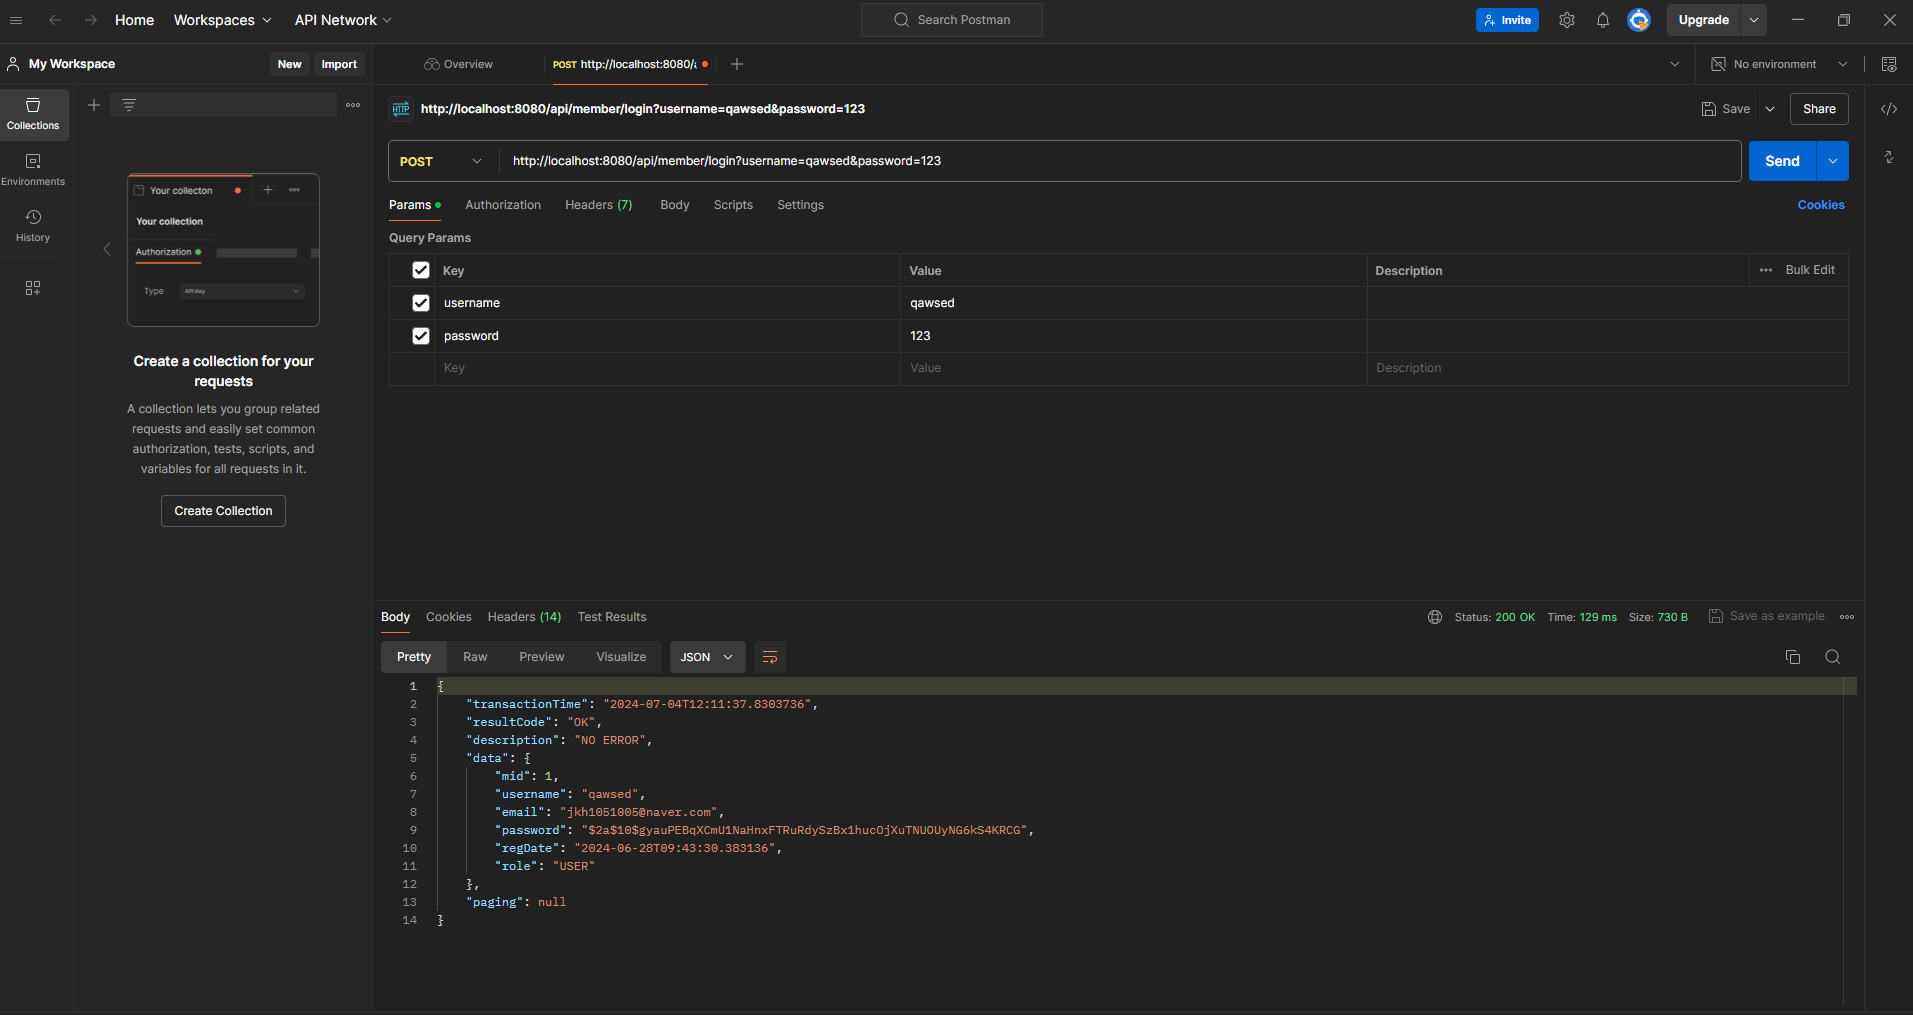 Home Workspaces API Network Search Postman Invite Upgrade
My Workspace New Import Overview POST http://localhost:8080/a No environment
Collections
Environments
History
Your collecton
Your collection
Authorization
Type API Key
Create a collection for your
requests
A collection lets you group related
requests and easily set common
authorization, tests, scripts, and
variables for all requests in it.
Create Collection
HTTP http://localhost:8080/api/member/login?username=qawsed&password=123 Save Share
POST http://localhost:8080/api/member/login?username=qawsed&password=123 Send
Params Authorization Headers (7) Body Scripts Settings Cookies
Query Params
Key Value Description Bulk Edit
username qawsed
password 123
Key Value Description
Body Cookies Headers (14) Test Results Status: 200 OK Time: 129 ms Size: 730 B Save as example
Pretty Raw Preview Visualize JSON
1 {
2 "transactionTime": "2024-07-04T12:11:37.8303736",
3 "resultCode": "OK",
4 "description": "NO ERROR",
5 "data": {
6 "mid": 1,
7 "username": "qawsed",
8 "email": "jkh1051005@naver.com",
9 "password": "$2a$10$gyauPEBqXCmU1NaHnxFTRuRdySzBx1hucOjXuTNUOUyNG6kS4KRCG",
10 "regDate": "2024-06-28T09:43:30.383136",
11 "role": "USER"
12 },
13 "paging": null
14 }